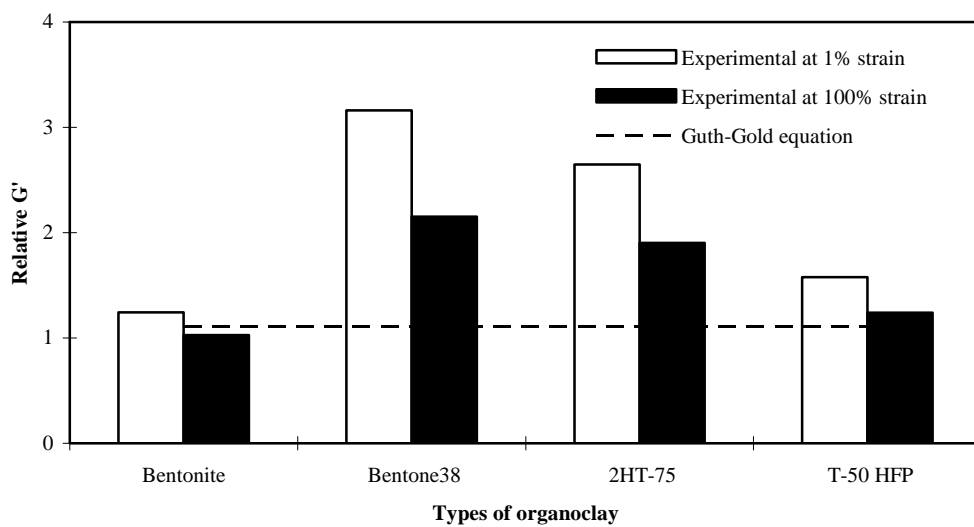 4
3
2
1
0
Relative G'
Experimental at 1% strain
Experimental at 100% strain
Guth-Gold equation
Bentonite
Bentone38
2HT-75
T-50 HFP
Types of organoclay